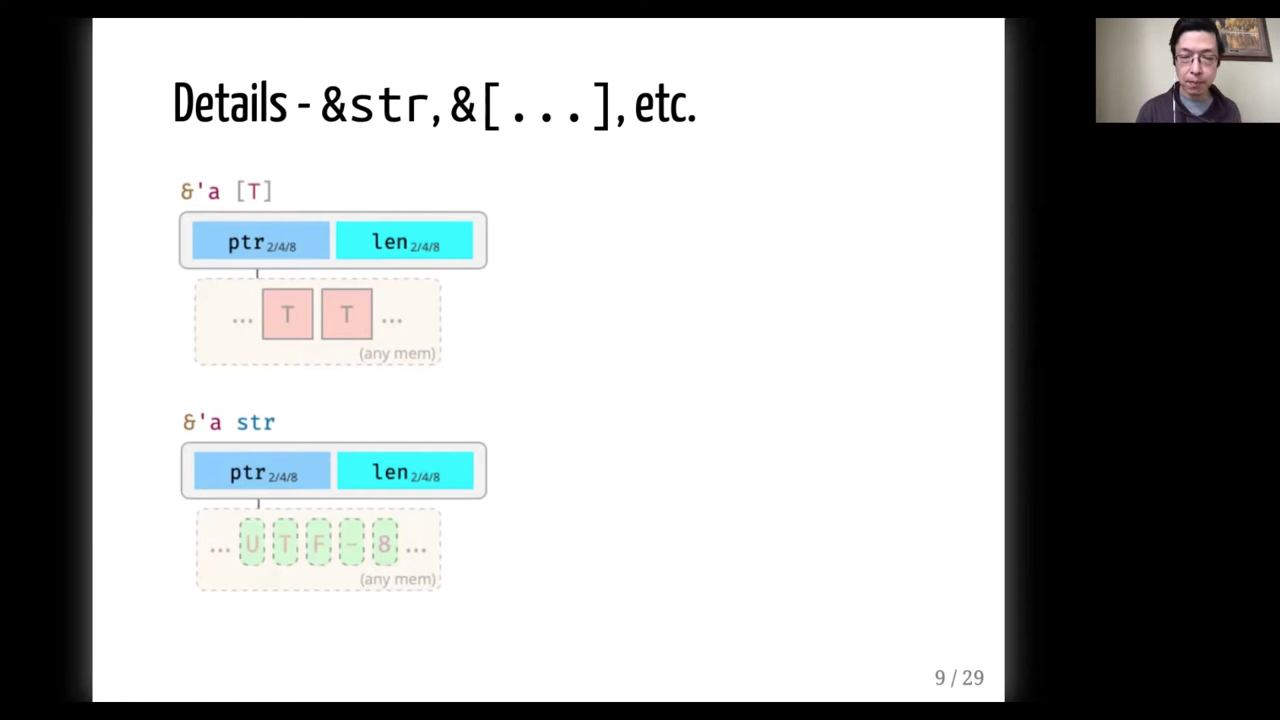 Details - &str, &[...], etc.
&'a [T]
ptr2/4/8 len2/4/8
... T T ...
(any mem)
&'a str
ptr2/4/8 len2/4/8
... U T F - 8 ...
(any mem)
9 / 29